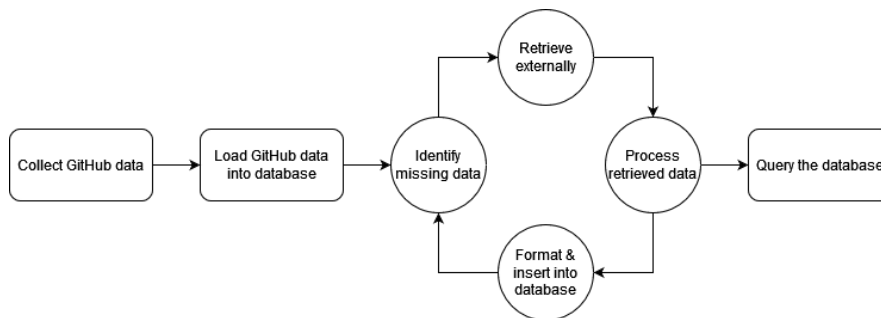 Retrieve
externally
Collect GitHub data
Load GitHub data
into database
Identify
missing data
Process
retrieved data
Query the database
Format &
insert into
database